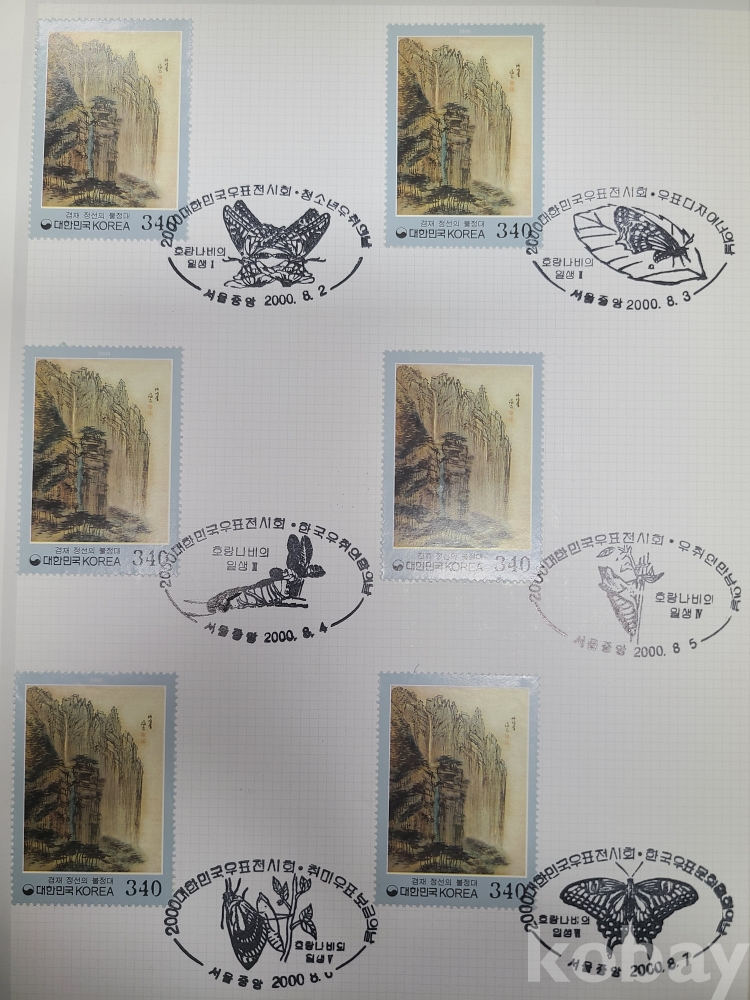 340
겸재 정선의 불정대
대한민국 KOREA
2000대한민국우표전시회·청소년우취의날
호랑나비의
일생 Ⅰ
서울중앙 2000. 8. 2
340
겸재 정선의 불정대
대한민국 KOREA
2000대한민국우표전시회·우표디자이너의날
호랑나비의
일생 Ⅱ
서울중앙 2000. 8. 3
겸재 정선의 불정대
대한민국 KOREA
340
2000대한민국우표전시회·한국우취연합의날
호랑나비의
일생 Ⅲ
서울중앙 2000. 8. 4
겸재 정선의 불정대
대한민국 KOREA
340
2000대한민국우표전시회·우취인만남의날
호랑나비의
일생 Ⅳ
서울중앙 2000. 8 5
겸재 정선의 불정대
대한민국 KOREA
340
2000대한민국우표전시회·취미우표보급의날
호랑나비의
일생 Ⅴ
서울중앙 2000 8.
겸재 정선의 불정대
대한민국 KOREA
340
2000대한민국우표전시회·한국우표문화
호랑나비의
일생
서울중앙 2000. 8. 7
kobay